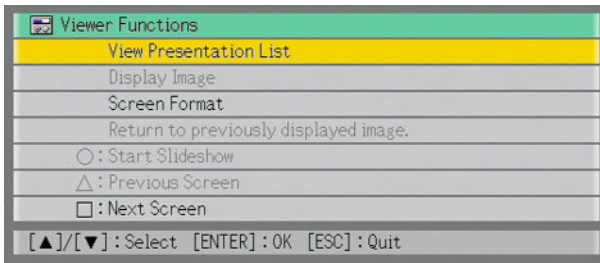 Viewer Functions
View Presentation List
Display Image
Screen Format
Return to previously displayed image.
○:Start Slideshow
△:Previous Screen
□:Next Screen
[▲]/[▼]:Select [ENTER]:OK [ESC]:Quit